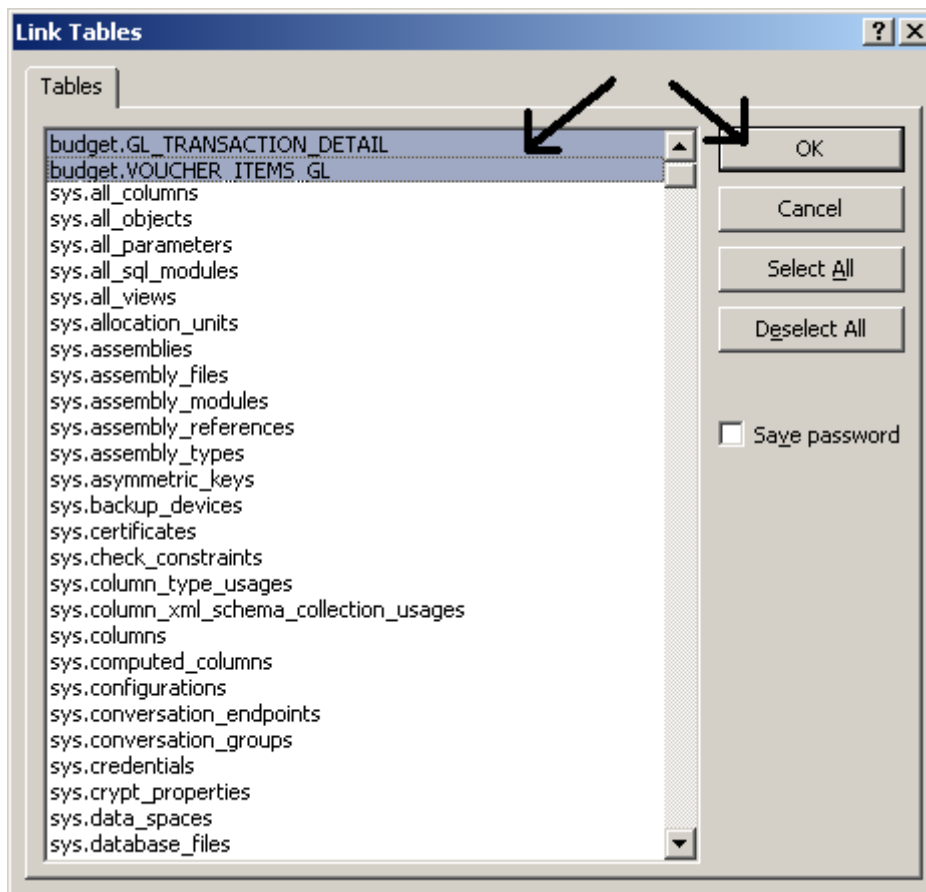 Link Tables
Tables
budget.GL_TRANSACTION_DETAIL
budget.VOUCHER_ITEMS_GL
sys.all_columns
sys.all_objects
sys.all_parameters
sys.all_sql_modules
sys.all_views
sys.allocation_units
sys.assemblies
sys.assembly_files
sys.assembly_modules
sys.assembly_references
sys.assembly_types
sys.asymmetric_keys
sys.backup_devices
sys.certificates
sys.check_constraints
sys.column_type_usages
sys.column_xml_schema_collection_usages
sys.columns
sys.computed_columns
sys.configurations
sys.conversation_endpoints
sys.conversation_groups
sys.credentials
sys.crypt_properties
sys.data_spaces
sys.database_files
OK
Cancel
Select All
Deselect All
Save password